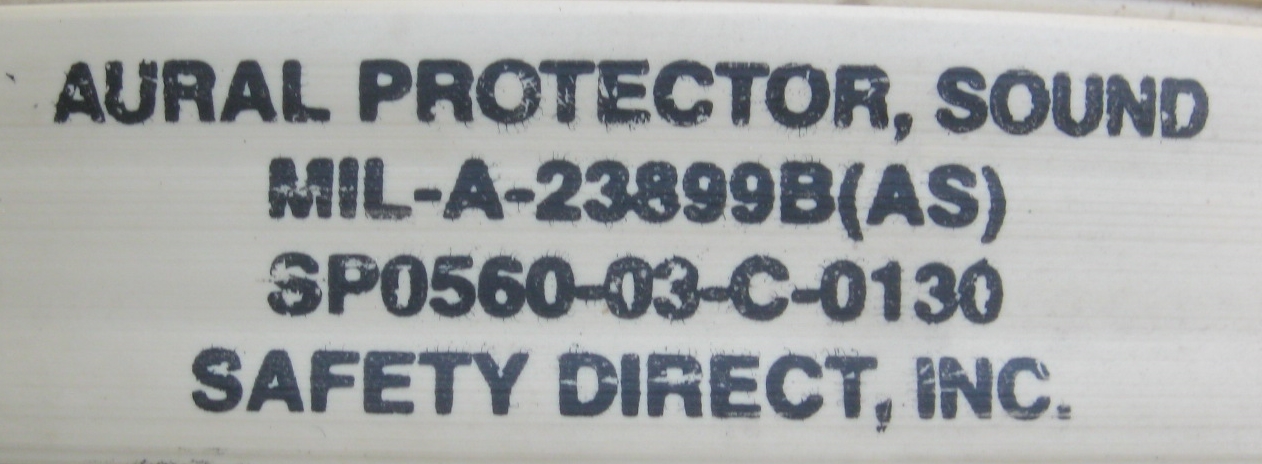 AURAL PROTECTOR, SOUND
MIL-A-23899B(AS)
SP0560-03-C-0130
SAFETY DIRECT, INC.